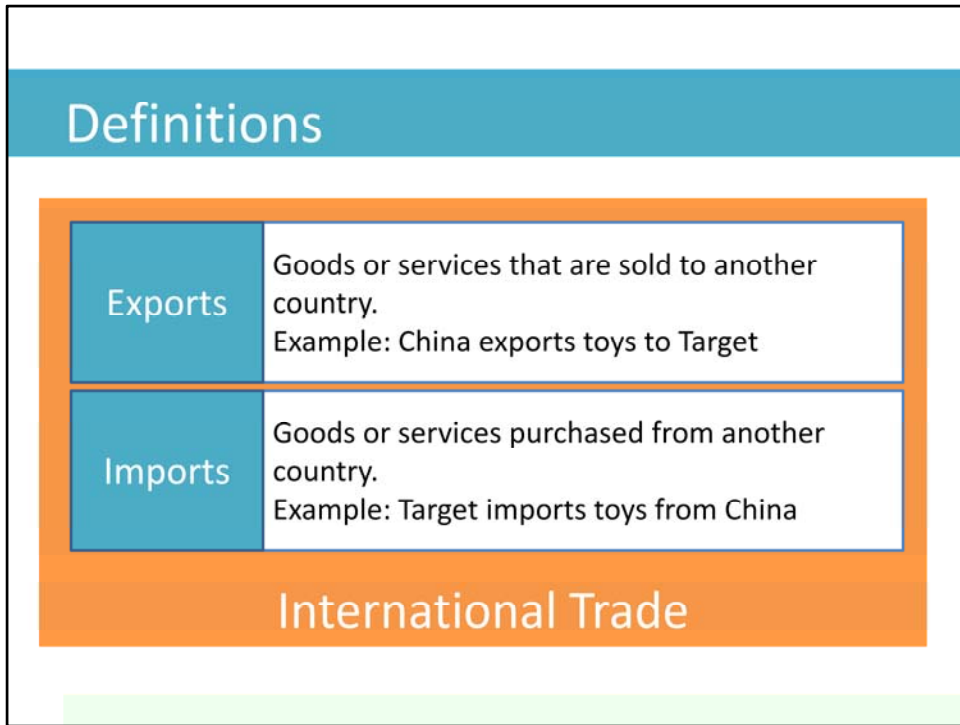 Definitions
Exports
Goods or services that are sold to another
country.
Example: China exports toys to Target
Imports
Goods or services purchased from another
country.
Example: Target imports toys from China
International Trade